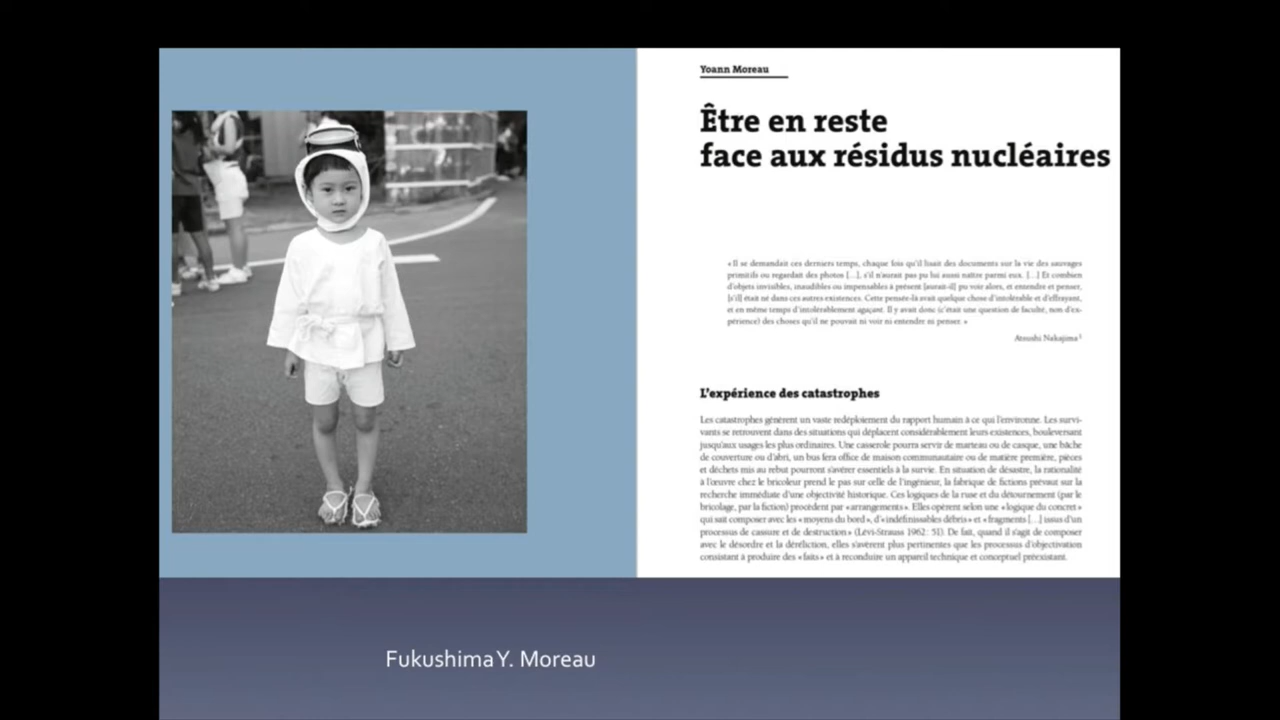 Yoann Moreau
Être en reste
face aux résidus nucléaires
« Il se demandait ces derniers temps, chaque fois qu'il lisait des documents sur la vie des sauvages
primitifs ou regardait des photos […], s'il n'aurait pas pu lui aussi naître parmi eux. […] Et combien
d'objets invisibles, inaudibles ou impensables à présent [aurait-il] pu voir alors, et entendre et penser,
[s'il] était né dans ces autres existences. Cette pensée-là avait quelque chose d'intolérable et d'effrayant,
et en même temps d'intolérablement agaçant. Il y avait donc (c'était une question de faculté, non d'ex-
périence) des choses qu'il ne pouvait ni voir ni entendre ni penser. »
Atsushi Nakajima¹
L'expérience des catastrophes
Les catastrophes génèrent un vaste redéploiement du rapport humain à ce qui l'environne. Les survi-
vants se retrouvent dans des situations qui déplacent considérablement leurs existences, bouleversant
jusqu'aux usages les plus ordinaires. Une casserole pourra servir de marteau ou de casque, une bâche
de couverture ou d'abri, un bus fera office de maison communautaire ou de matière première, pièces
et déchets mis au rebut pourront s'avérer essentiels à la survie. En situation de désastre, la rationalité
à l'œuvre chez le bricoleur prend le pas sur celle de l'ingénieur, la fabrique de fictions prévaut sur la
recherche immédiate d'une objectivité historique. Ces logiques de la ruse et du détournement (par le
bricolage, par la fiction) procèdent par « arrangements ». Elles opèrent selon une « logique du concret »
qui sait composer avec les « moyens du bord », d'« indéfinissables débris » et « fragments […] issus d'un
processus de cassure et de destruction » (Lévi-Strauss 1962 : 51). De fait, quand il s'agit de composer
avec le désordre et la déréliction, elles s'avèrent plus pertinentes que les processus d'objectivation
consistant à produire des « faits » et à reconduire un appareil technique et conceptuel préexistant.
Fukushima Y. Moreau